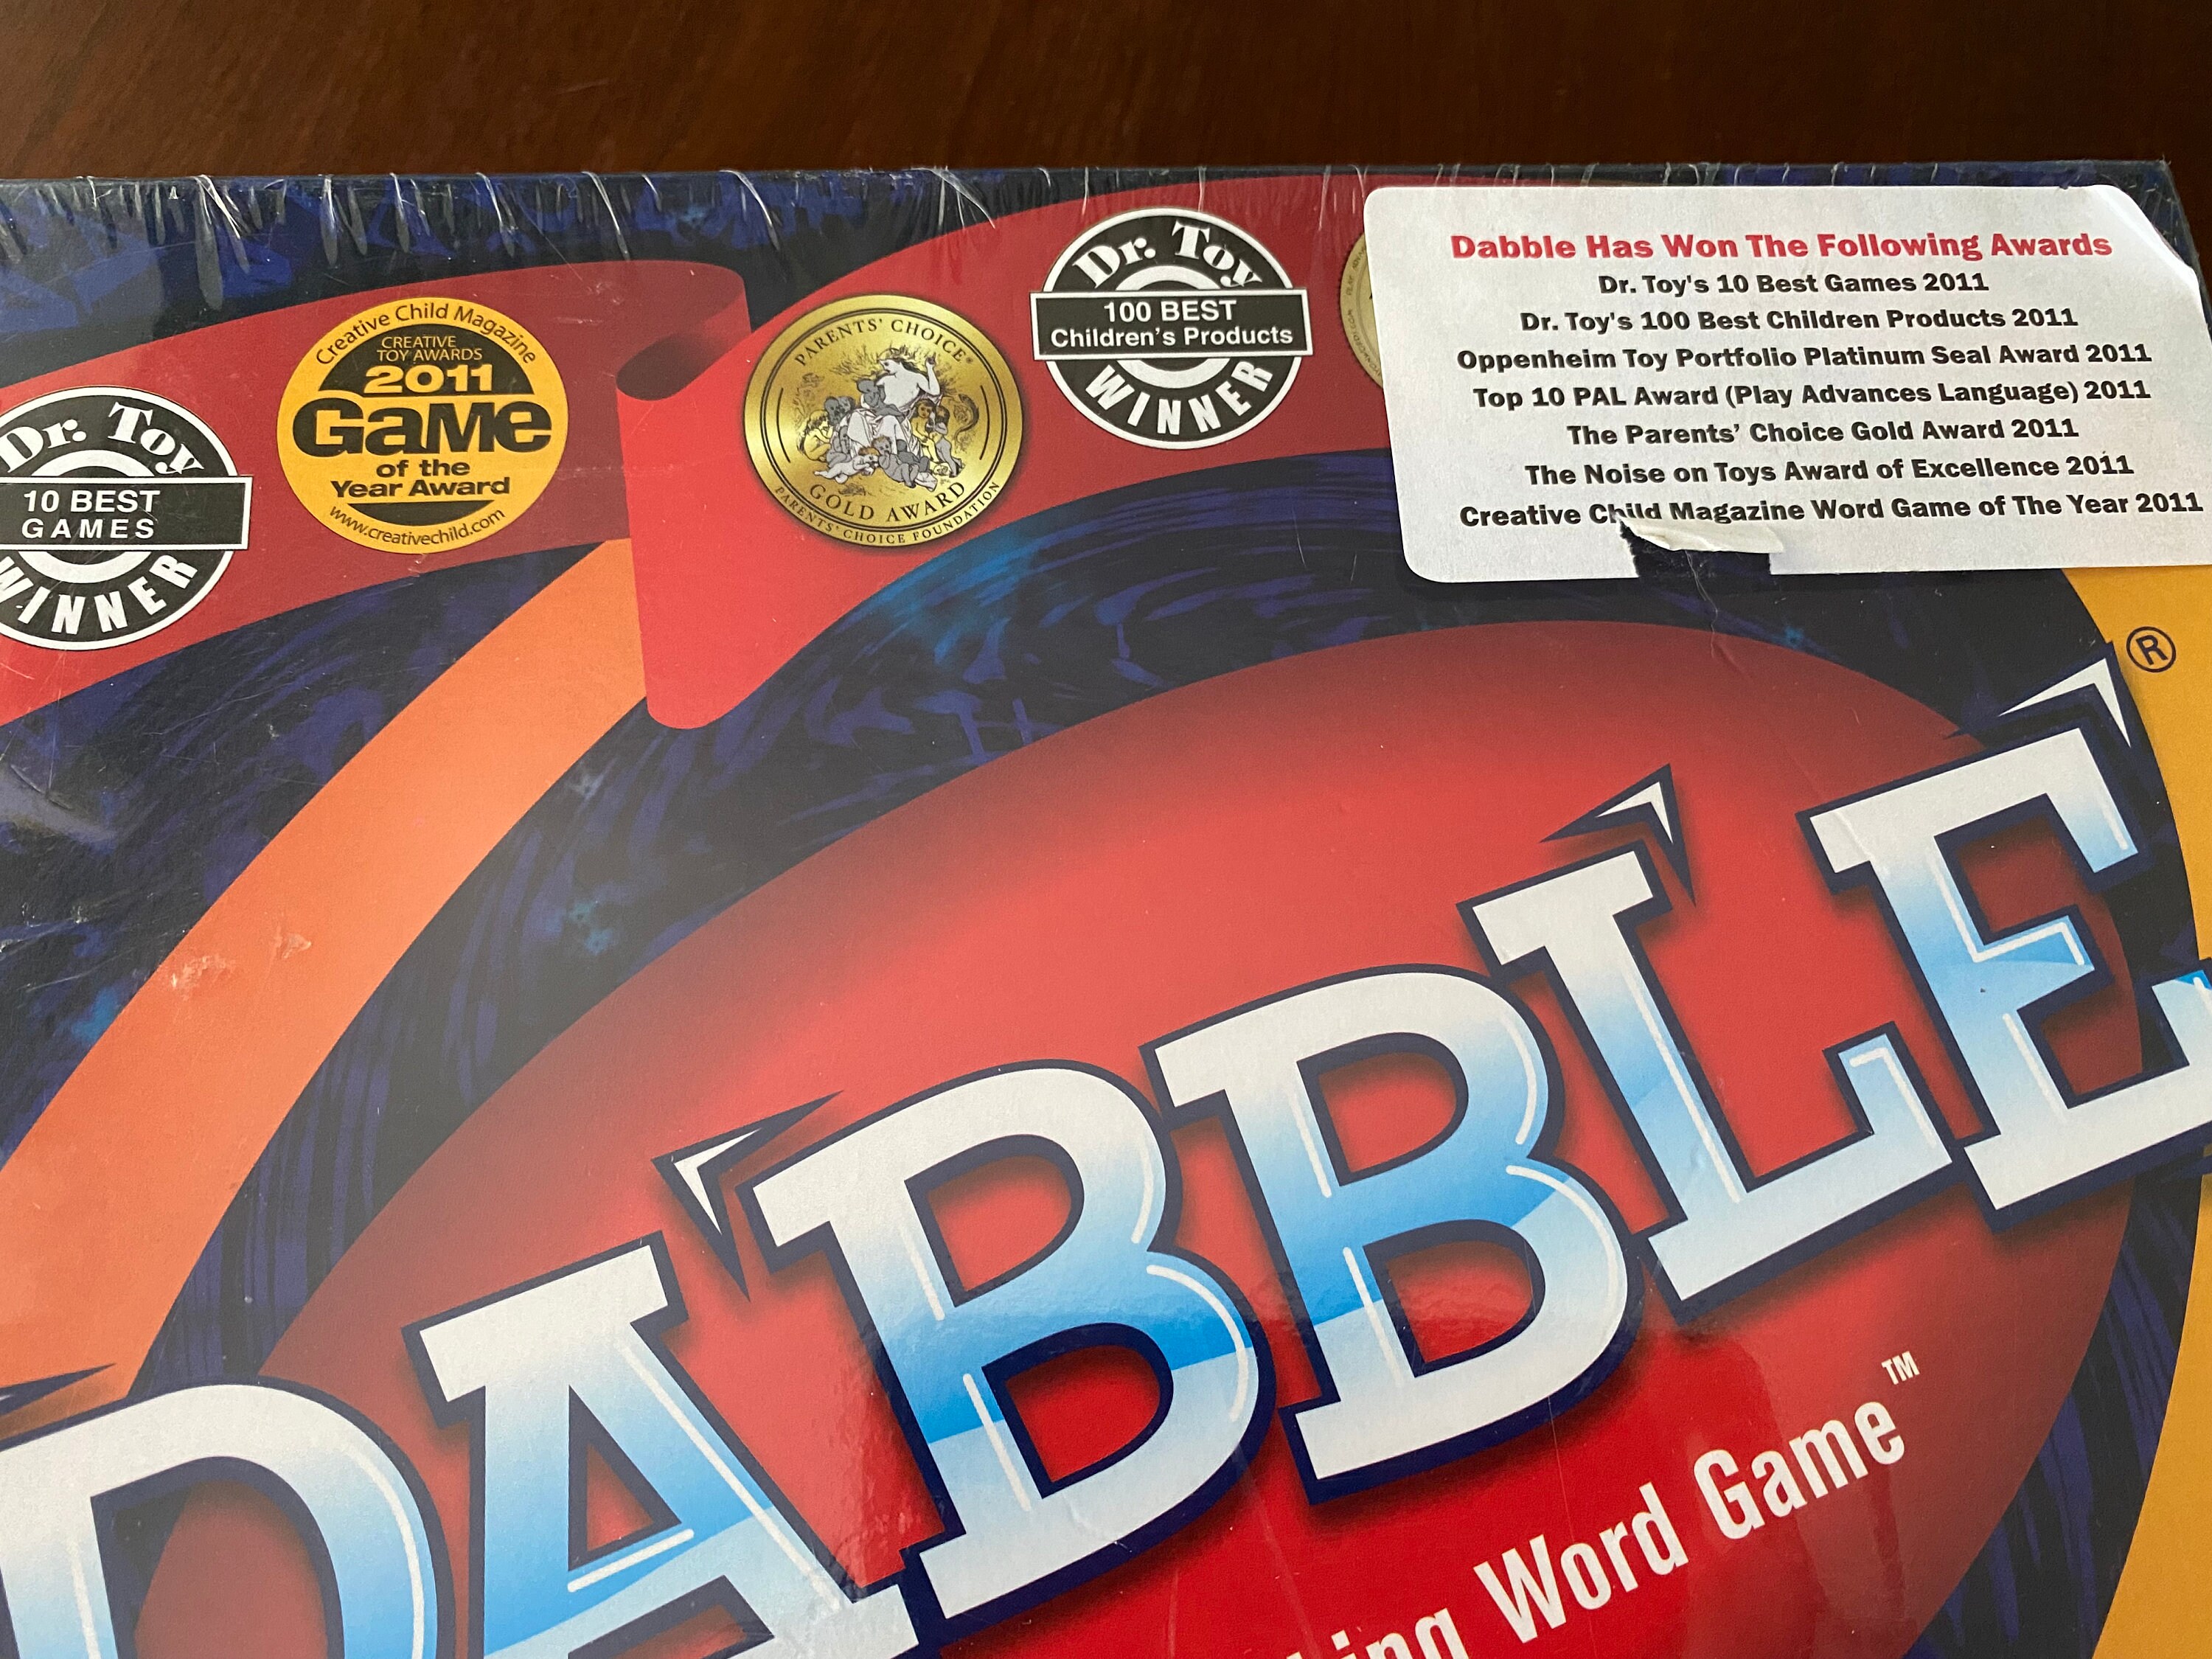 Dr. Toy
10 BEST
GAMES
WINNER
Creative Child Magazine
CREATIVE
TOY AWARDS
2011
GaMe
of the
Year Award
www.creativechild.com
PARENTS' CHOICE®
GOLD AWARD
PARENTS' CHOICE FOUNDATION
Dr. Toy
100 BEST
Children's Products
WINNER
Dabble Has Won The Following Awards
Dr. Toy's 10 Best Games 2011
Dr. Toy's 100 Best Children Products 2011
Oppenheim Toy Portfolio Platinum Seal Award 2011
Top 10 PAL Award (Play Advances Language) 2011
The Parents’ Choice Gold Award 2011
The Noise on Toys Award of Excellence 2011
Creative Child Magazine Word Game of The Year 2011
DABBLE®
Word Game™